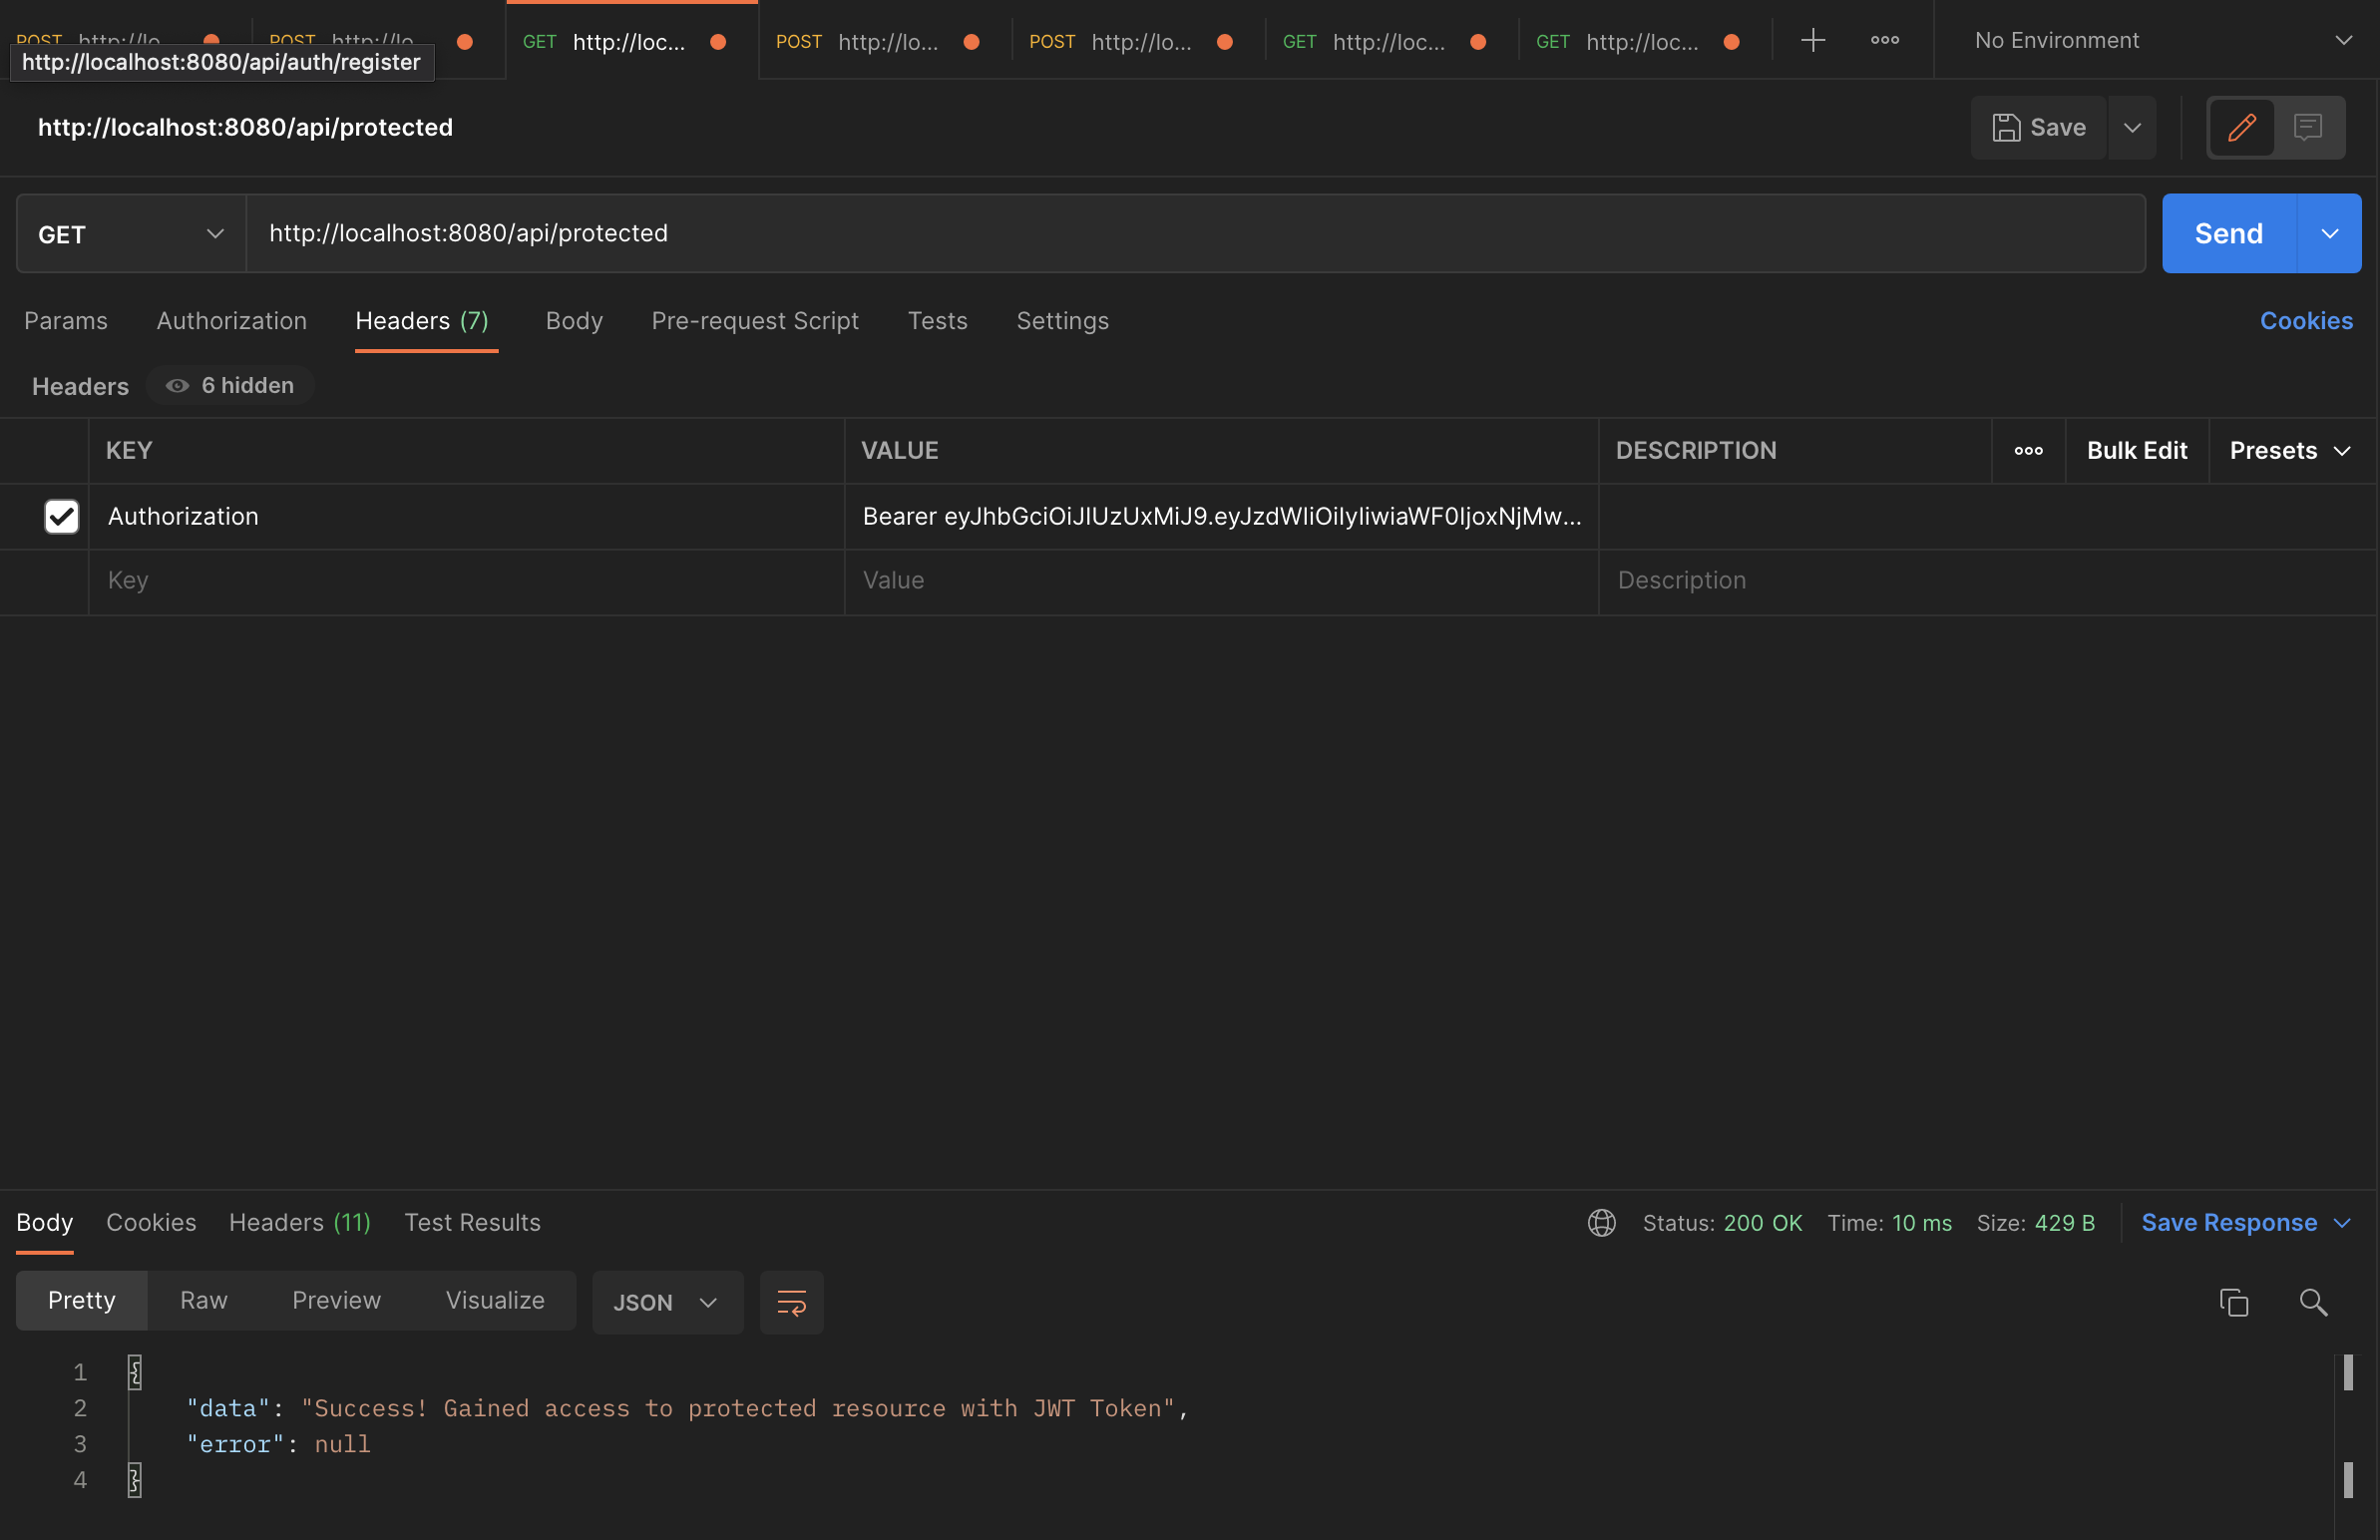 POST http://lo
POST http://lo
GET http://loc...
POST http://lo...
POST http://lo...
GET http://loc...
GET http://loc...
No Environment
http://localhost:8080/api/auth/register
http://localhost:8080/api/protected
Save
GET
http://localhost:8080/api/protected
Send
Params Authorization Headers (7) Body Pre-request Script Tests Settings Cookies
Headers 6 hidden
KEY VALUE DESCRIPTION Bulk Edit Presets
Authorization Bearer eyJhbGciOiJIUzUxMiJ9.eyJzdWIiOiIyIiwiaWF0IjoxNjMw...
Key Value Description
Body Cookies Headers (11) Test Results Status: 200 OK Time: 10 ms Size: 429 B Save Response
Pretty Raw Preview Visualize JSON
1 {
2 "data": "Success! Gained access to protected resource with JWT Token",
3 "error": null
4 }